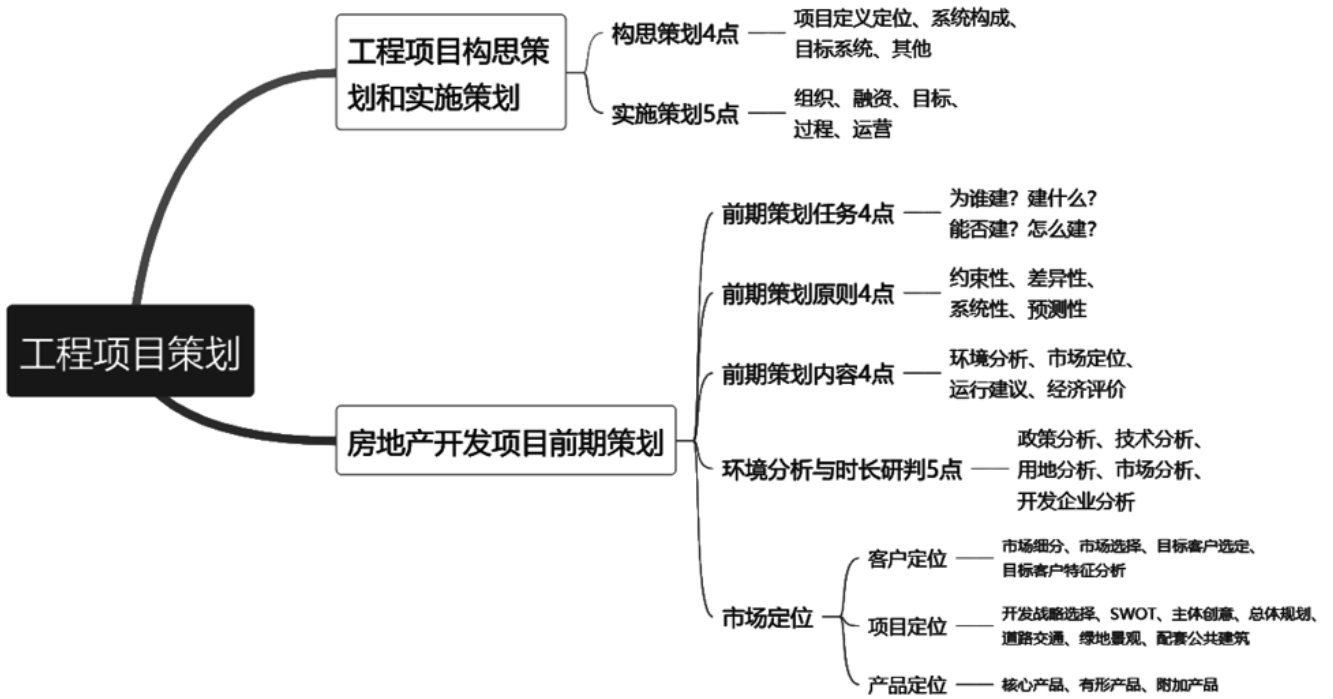 工程项目策划
工程项目构思策
划和实施策划
构思策划4点
项目定义定位、系统构成、
目标系统、其他
实施策划5点
组织、融资、目标、
过程、运营
房地产开发项目前期策划
前期策划任务4点
为谁建？建什么？
能否建？怎么建？
前期策划原则4点
约束性、差异性、
系统性、预测性
前期策划内容4点
环境分析、市场定位、
运行建议、经济评价
环境分析与时长研判5点
政策分析、技术分析、
用地分析、市场分析、
开发企业分析
市场定位
客户定位
市场细分、市场选择、目标客户选定、
目标客户特征分析
项目定位
开发战略选择、SWOT、主体创意、总体规划、
道路交通、绿地景观、配套公共建筑
产品定位
核心产品、有形产品、附加产品